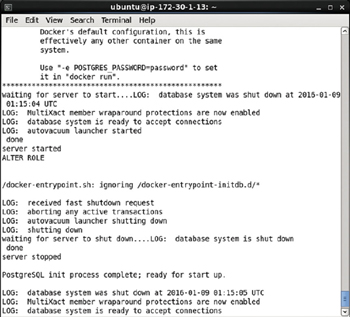 ubuntu@ip-172-30-1-13: ~
File Edit View Search Terminal Help
Docker's default configuration, this is
effectively any other container on the same
system.
Use "-e POSTGRES_PASSWORD=password" to set
it in "docker run".
****************************************************
waiting for server to start....LOG:  database system was shut down at 2016-01-09
01:15:04 UTC
LOG:  MultiXact member wraparound protections are now enabled
LOG:  database system is ready to accept connections
LOG:  autovacuum launcher started
done
server started
ALTER ROLE
/docker-entrypoint.sh: ignoring /docker-entrypoint-initdb.d/*
LOG:  received fast shutdown request
LOG:  aborting any active transactions
LOG:  autovacuum launcher shutting down
LOG:  shutting down
waiting for server to shut down....LOG:  database system is shut down
done
server stopped
PostgreSQL init process complete; ready for start up.
LOG:  database system was shut down at 2016-01-09 01:15:05 UTC
LOG:  MultiXact member wraparound protections are now enabled
LOG:  database system is ready to accept connections